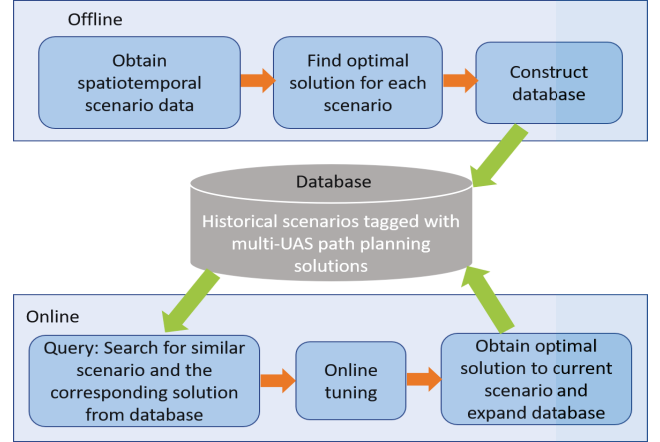 Offline
Obtain
spatiotemporal
scenario data
Find optimal
solution for each
scenario
Construct
database
Database
Historical scenarios tagged with
multi-UAS path planning
solutions
Online
Query: Search for similar
scenario and the
corresponding solution
from database
Online
tuning
Obtain optimal
solution to current
scenario and
expand database